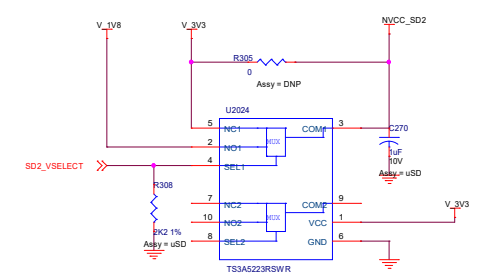 V_1V8
V_3V3
NVCC_SD2
R305
0
Assy = DNP
U2024
5
NC1
COM1
3
C270
MUX
2
NO1
1uF
10V
SD2_VSELECT
4
SEL1
Assy = uSD
R308
7
NC2
COM2
9
V_3V3
2K2 1%
10
NO2
MUX
VCC
1
Assy = uSD
8
SEL2
GND
6
TS3A5223RSWR